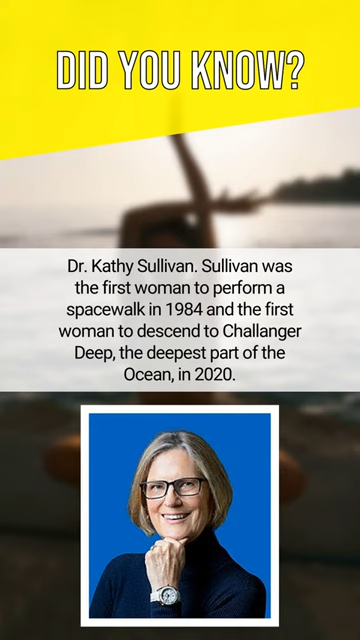 DID YOU KNOW?
Dr. Kathy Sullivan. Sullivan was
the first woman to perform a
spacewalk in 1984 and the first
woman to descend to Challanger
Deep, the deepest part of the
Ocean, in 2020.